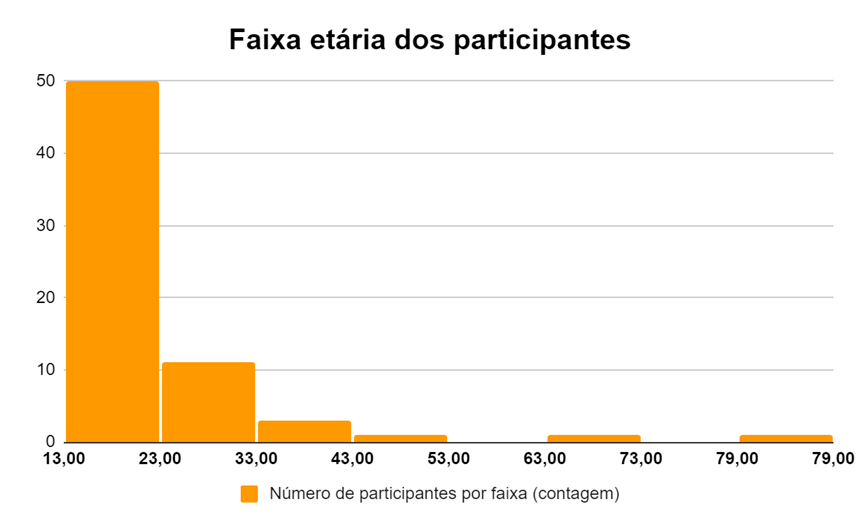 Faixa etária dos participantes
50
40
30
20
10
0
13,00 23,00 33,00 43,00 53,00 63,00 73,00 79,00 79,00
Número de participantes por faixa (contagem)